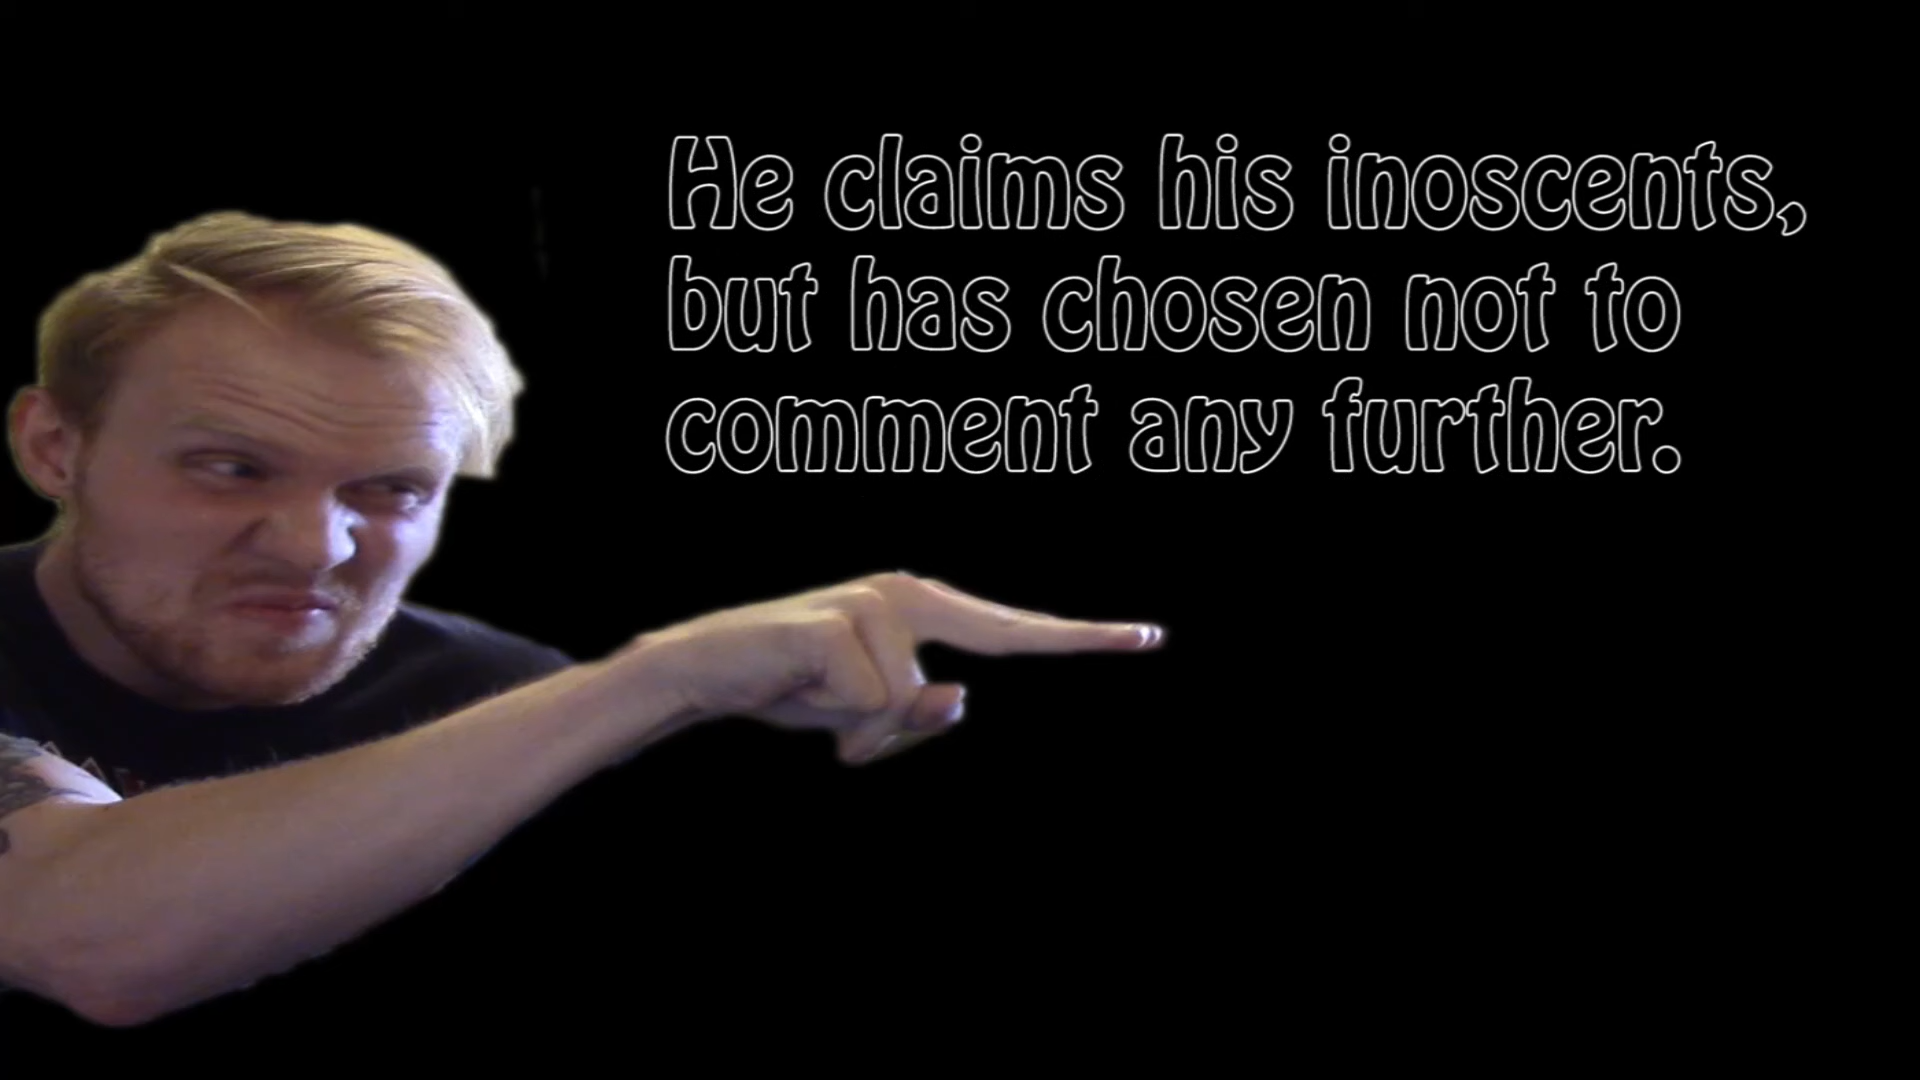 He claims his inoscents,
but has chosen not to
comment any further.